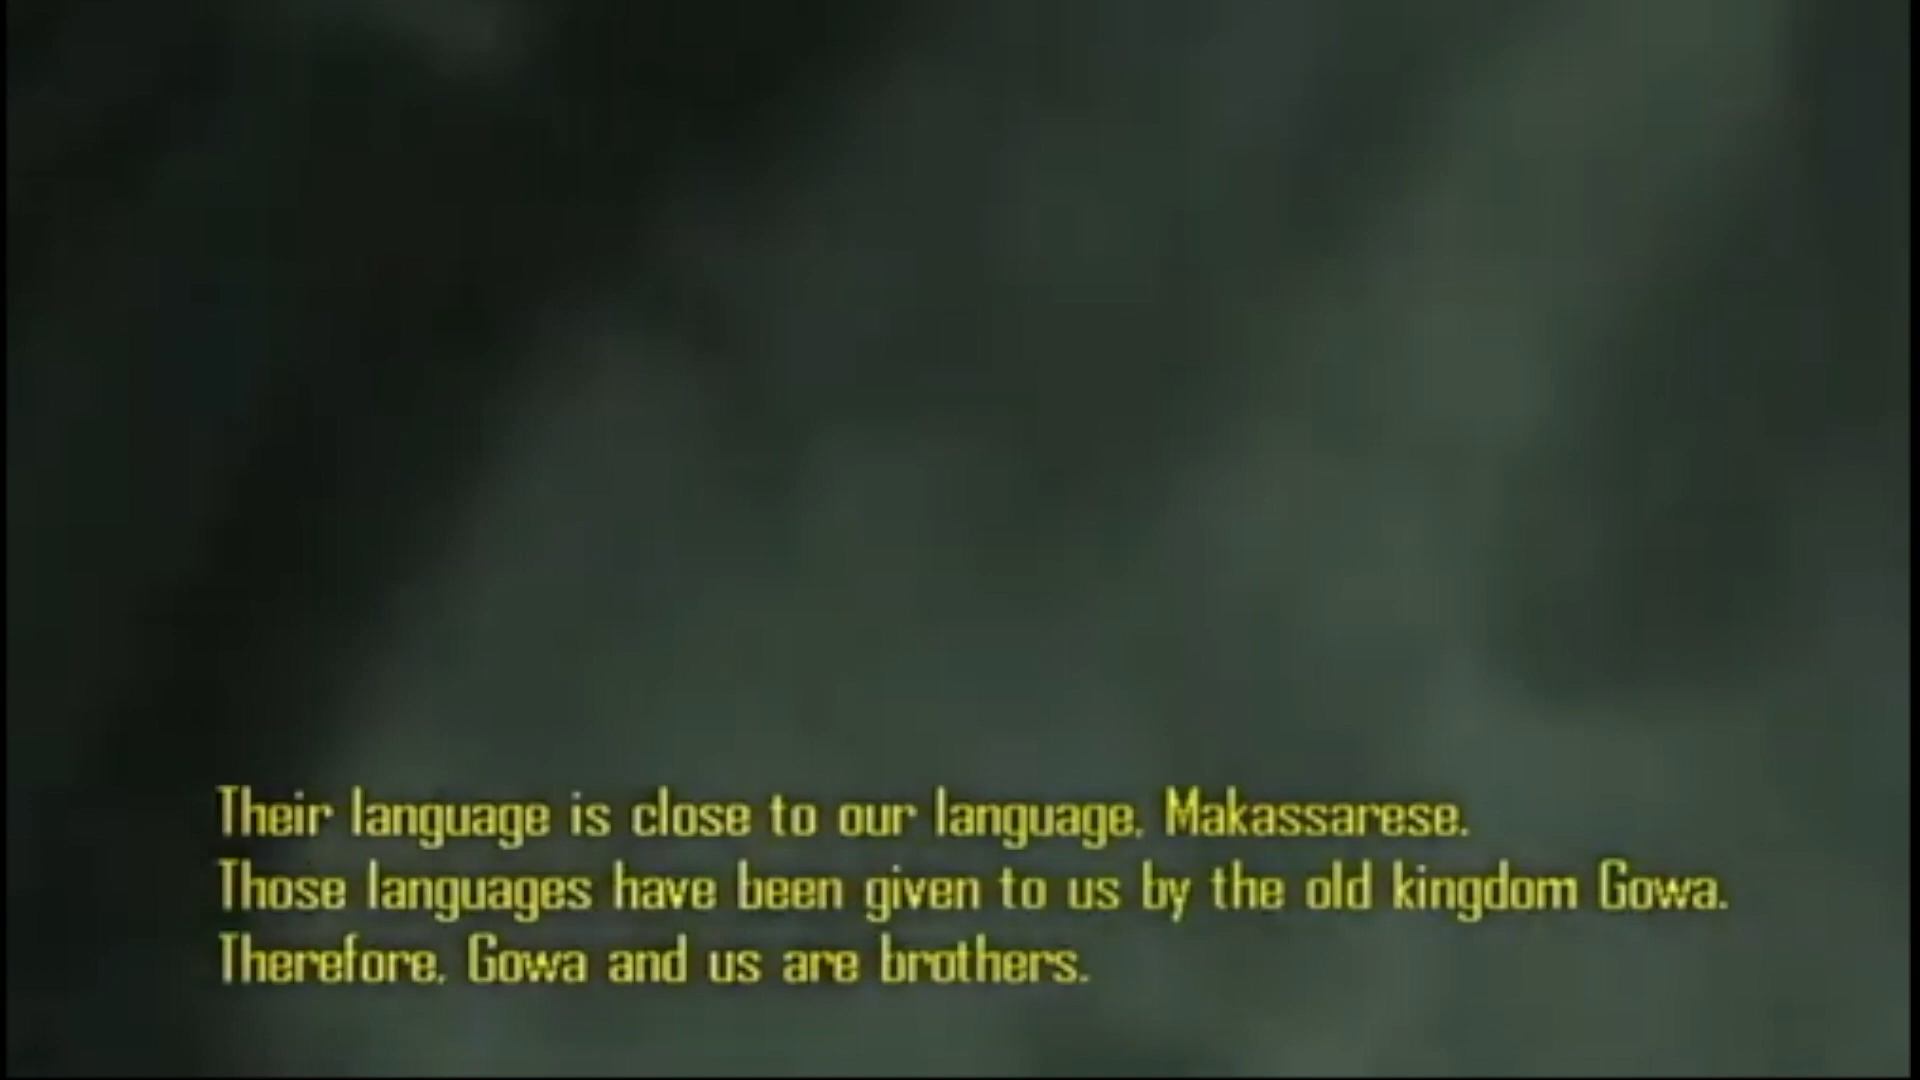 Their language is close to our language, Makassarese.
Those languages have been given to us by the old kingdom Gowa.
Therefore, Gowa and us are brothers.